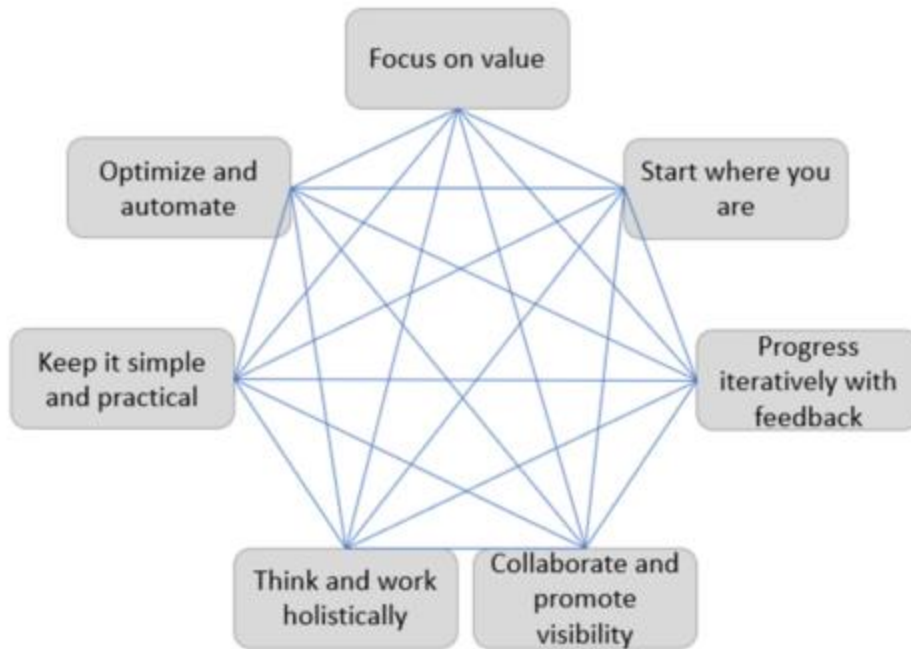 Focus on value
Optimize and
automate
Start where you
are
Keep it simple
and practical
Progress
iteratively with
feedback
Think and work
holistically
Collaborate and
promote
visibility